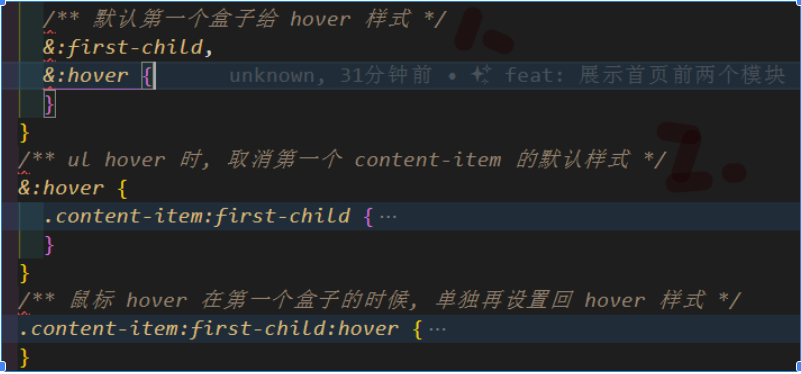 /** 默认第一个盒子给 hover 样式 */
&:first-child,
&:hover { unknown, 31分钟前 • feat: 展示首页前两个模块
}
}
/** ul hover 时, 取消第一个 content-item 的默认样式 */
&:hover {
.content-item:first-child { ···
}
}
/** 鼠标 hover 在第一个盒子的时候, 单独再设置回 hover 样式 */
.content-item:first-child:hover { ···
}
1.
2.